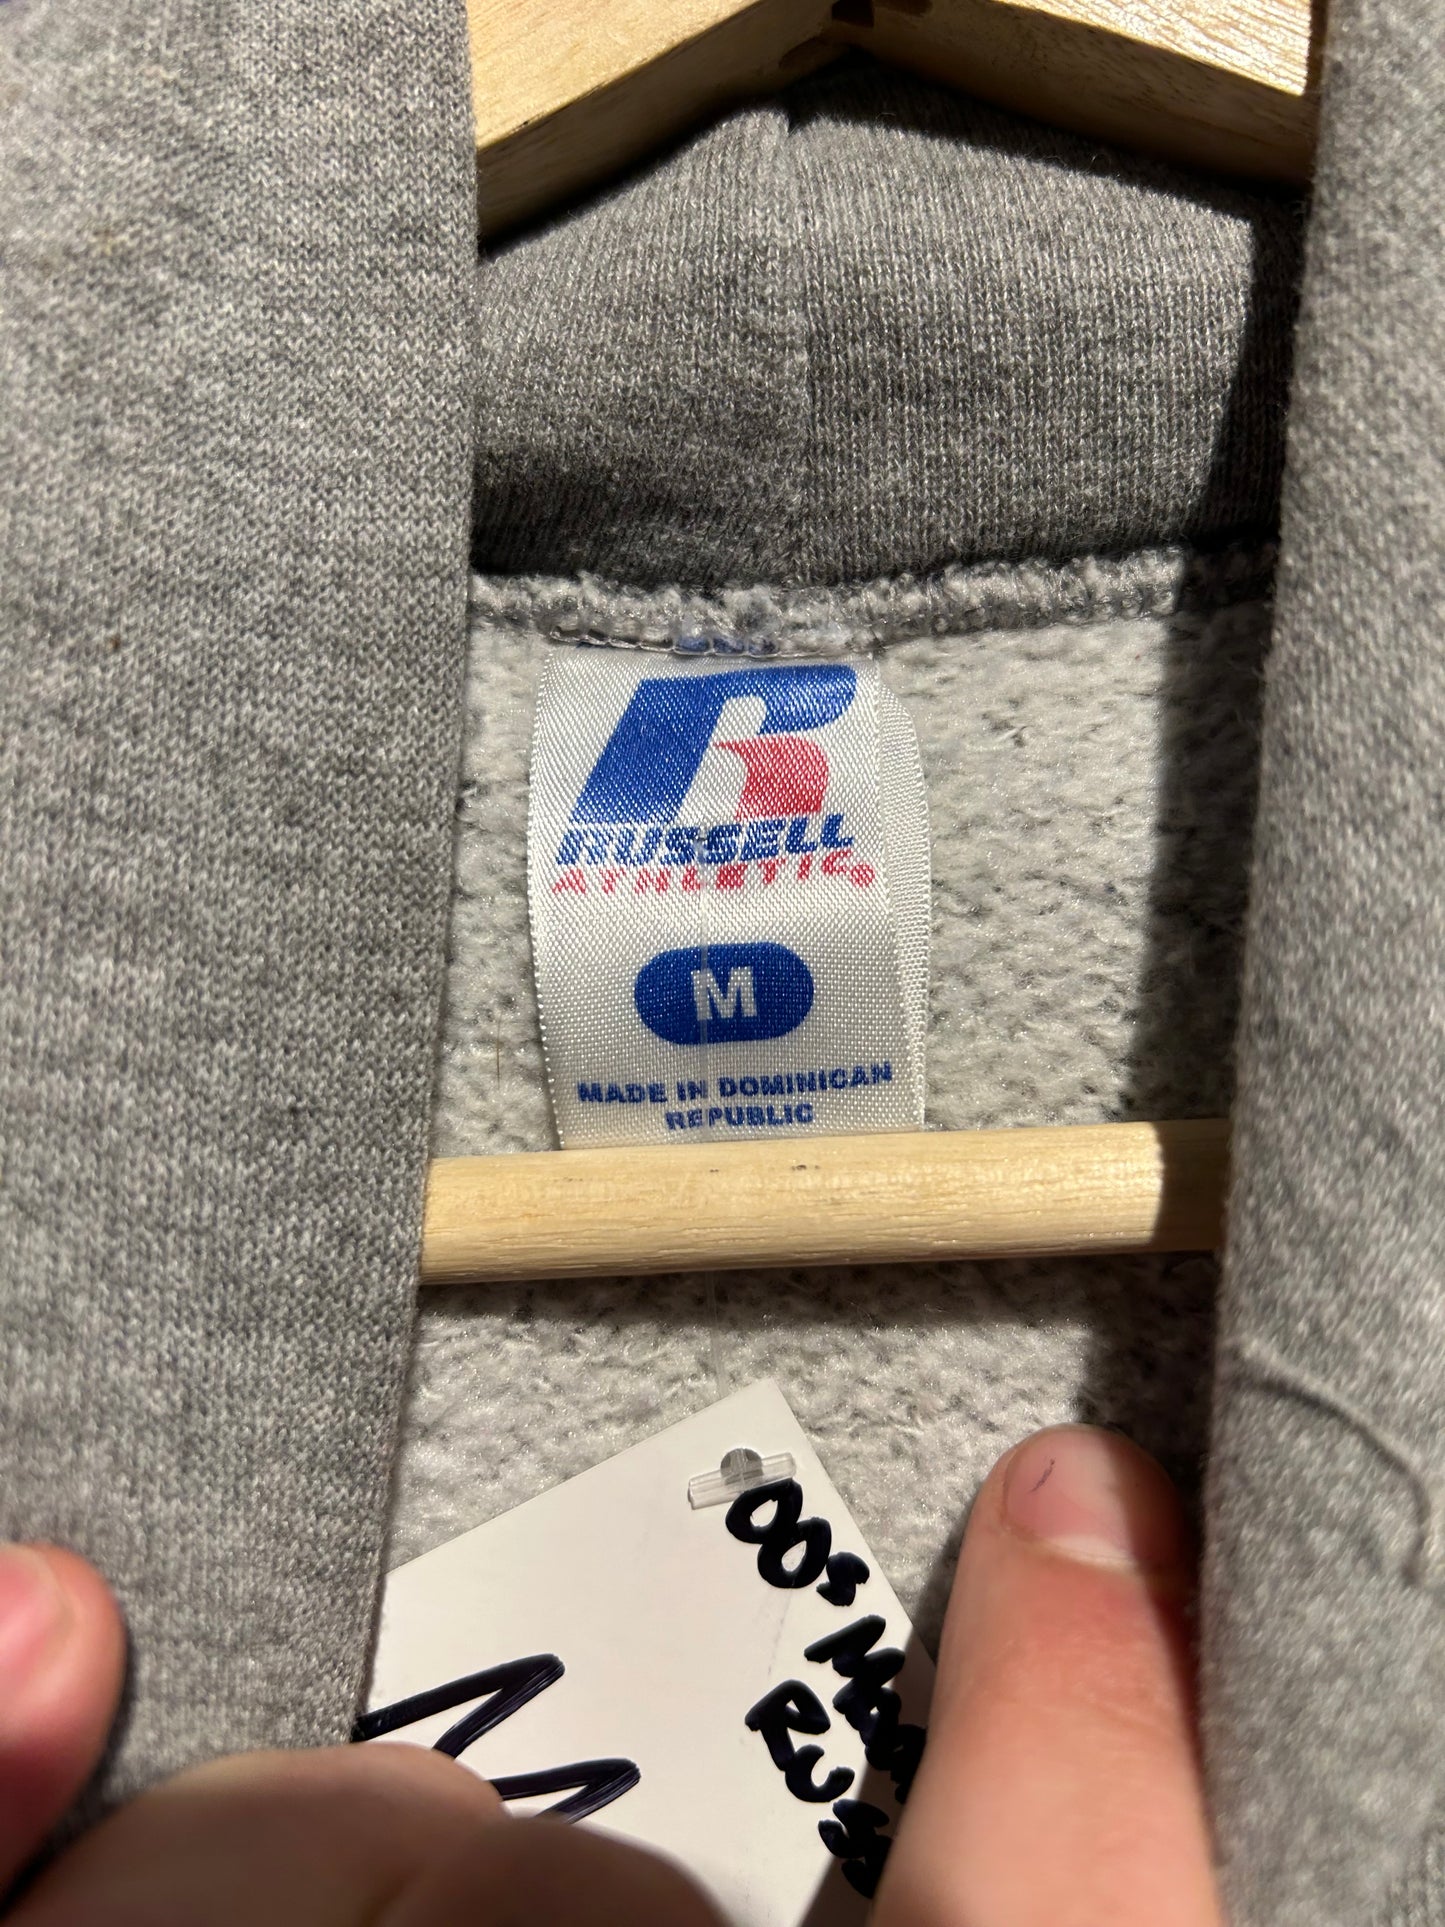 RUSSELL
ATHLETIC®
M
MADE IN DOMINICAN
REPUBLIC
00s
M